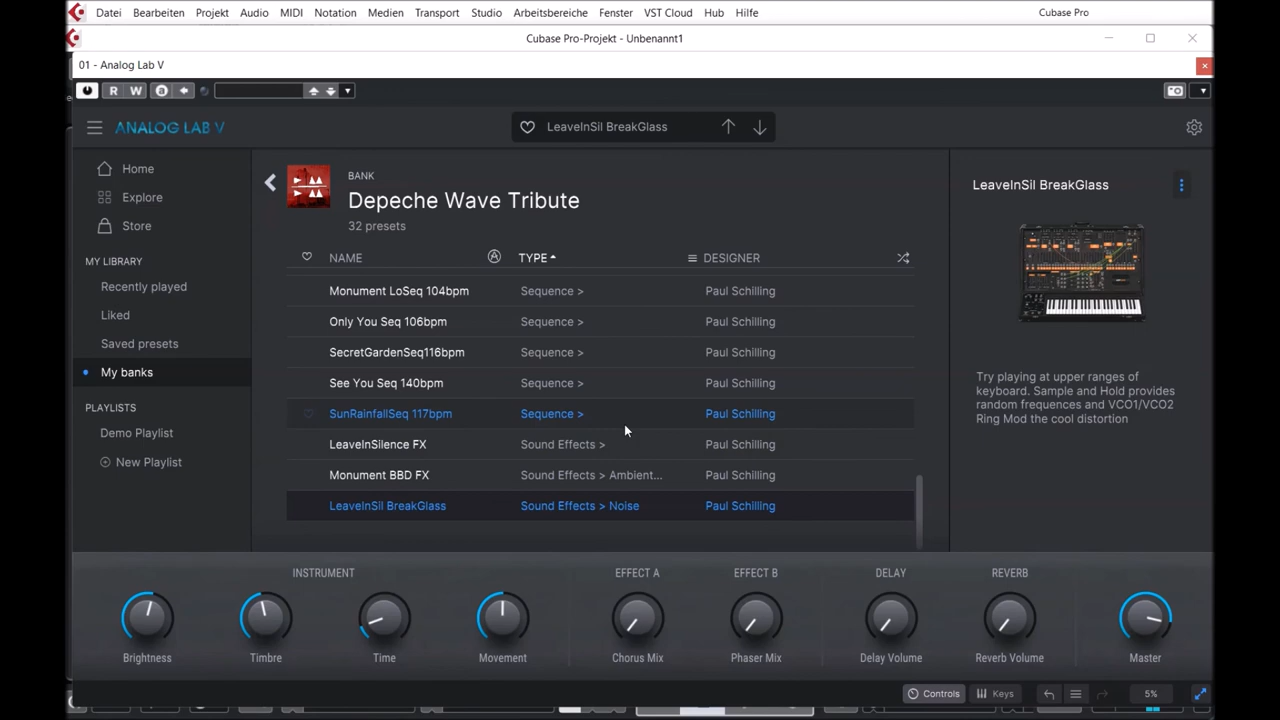 Datei Bearbeiten Projekt Audio MIDI Notation Medien Transport Studio Arbeitsbereiche Fenster VST Cloud Hub Hilfe Cubase Pro
Cubase Pro-Projekt - Unbenannt1
01 - Analog Lab V
R W a
ANALOG LAB V
LeaveInSil BreakGlass
Home
Explore
Store
MY LIBRARY
Recently played
Liked
Saved presets
My banks
PLAYLISTS
Demo Playlist
New Playlist
BANK
Depeche Wave Tribute
32 presets
NAME TYPE DESIGNER
Monument LoSeq 104bpm Sequence > Paul Schilling
Only You Seq 106bpm Sequence > Paul Schilling
SecretGardenSeq116bpm Sequence > Paul Schilling
See You Seq 140bpm Sequence > Paul Schilling
SunRainfallSeq 117bpm Sequence > Paul Schilling
LeaveInSilence FX Sound Effects > Paul Schilling
Monument BBD FX Sound Effects > Ambient... Paul Schilling
LeaveInSil BreakGlass Sound Effects > Noise Paul Schilling
LeaveInSil BreakGlass
Try playing at upper ranges of
keyboard. Sample and Hold provides
random frequences and VCO1/VCO2
Ring Mod the cool distortion
INSTRUMENT EFFECT A EFFECT B DELAY REVERB
Brightness Timbre Time Movement Chorus Mix Phaser Mix Delay Volume Reverb Volume Master
Controls Keys 5%